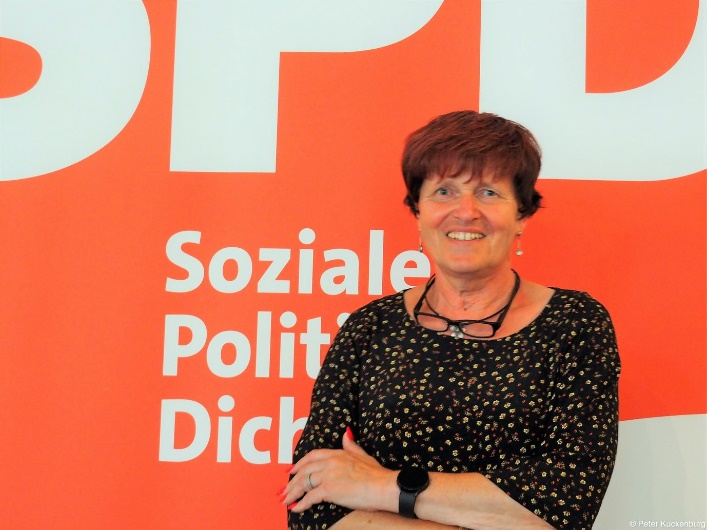 SPD
Soziale
Politi
Dich
© Peter Kuckenburg